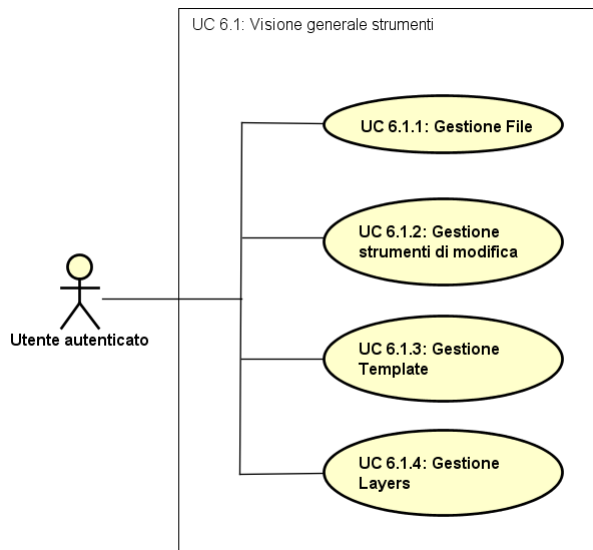 UC 6.1: Visione generale strumenti
UC 6.1.1: Gestione File
UC 6.1.2: Gestione
strumenti di modifica
Utente autenticato
UC 6.1.3: Gestione
Template
UC 6.1.4: Gestione
Layers